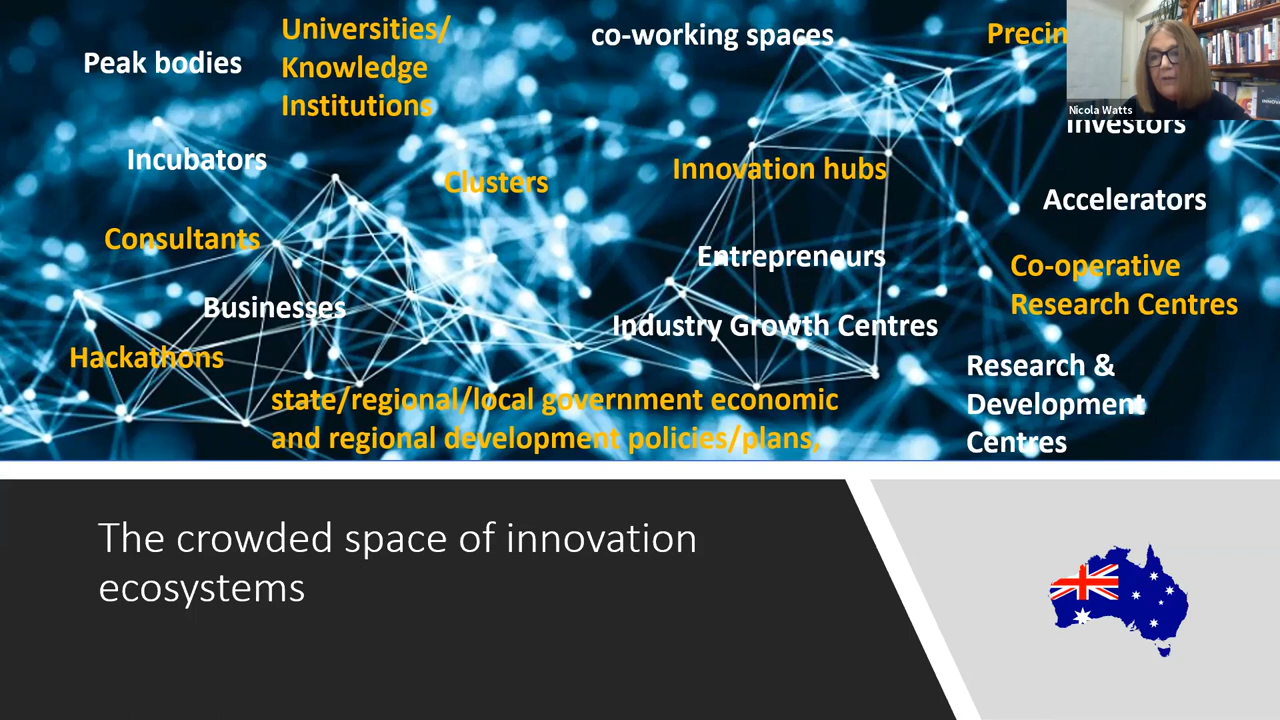 Peak bodies
Universities/
Knowledge
Institutions
co-working spaces
Nicola Watts
Investors
Incubators
Clusters
Innovation hubs
Accelerators
Consultants
Entrepreneurs
Co-operative
Research Centres
Businesses
Industry Growth Centres
Hackathons
Research &
Development
Centres
state/regional/local government economic
and regional development policies/plans,
The crowded space of innovation
ecosystems